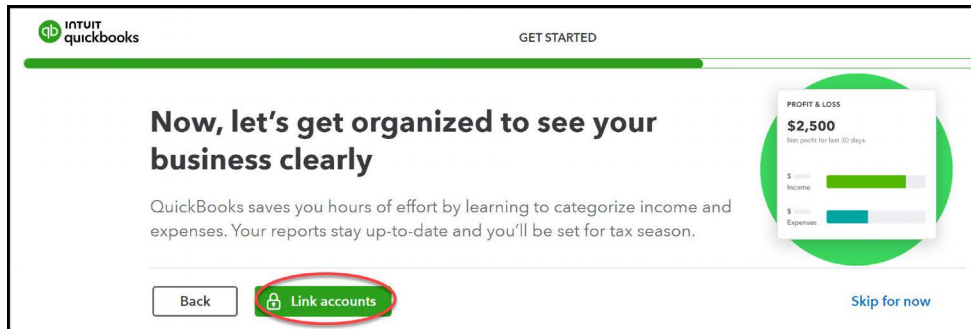 INTUIT
quickbooks
GET STARTED
Now, let's get organized to see your
business clearly
QuickBooks saves you hours of effort by learning to categorize income and
expenses. Your reports stay up-to-date and you'll be set for tax season.
PROFIT & LOSS
$2,500
Net profit for last 30 days
$
Income
$
Expenses
Back
Link accounts
Skip for now